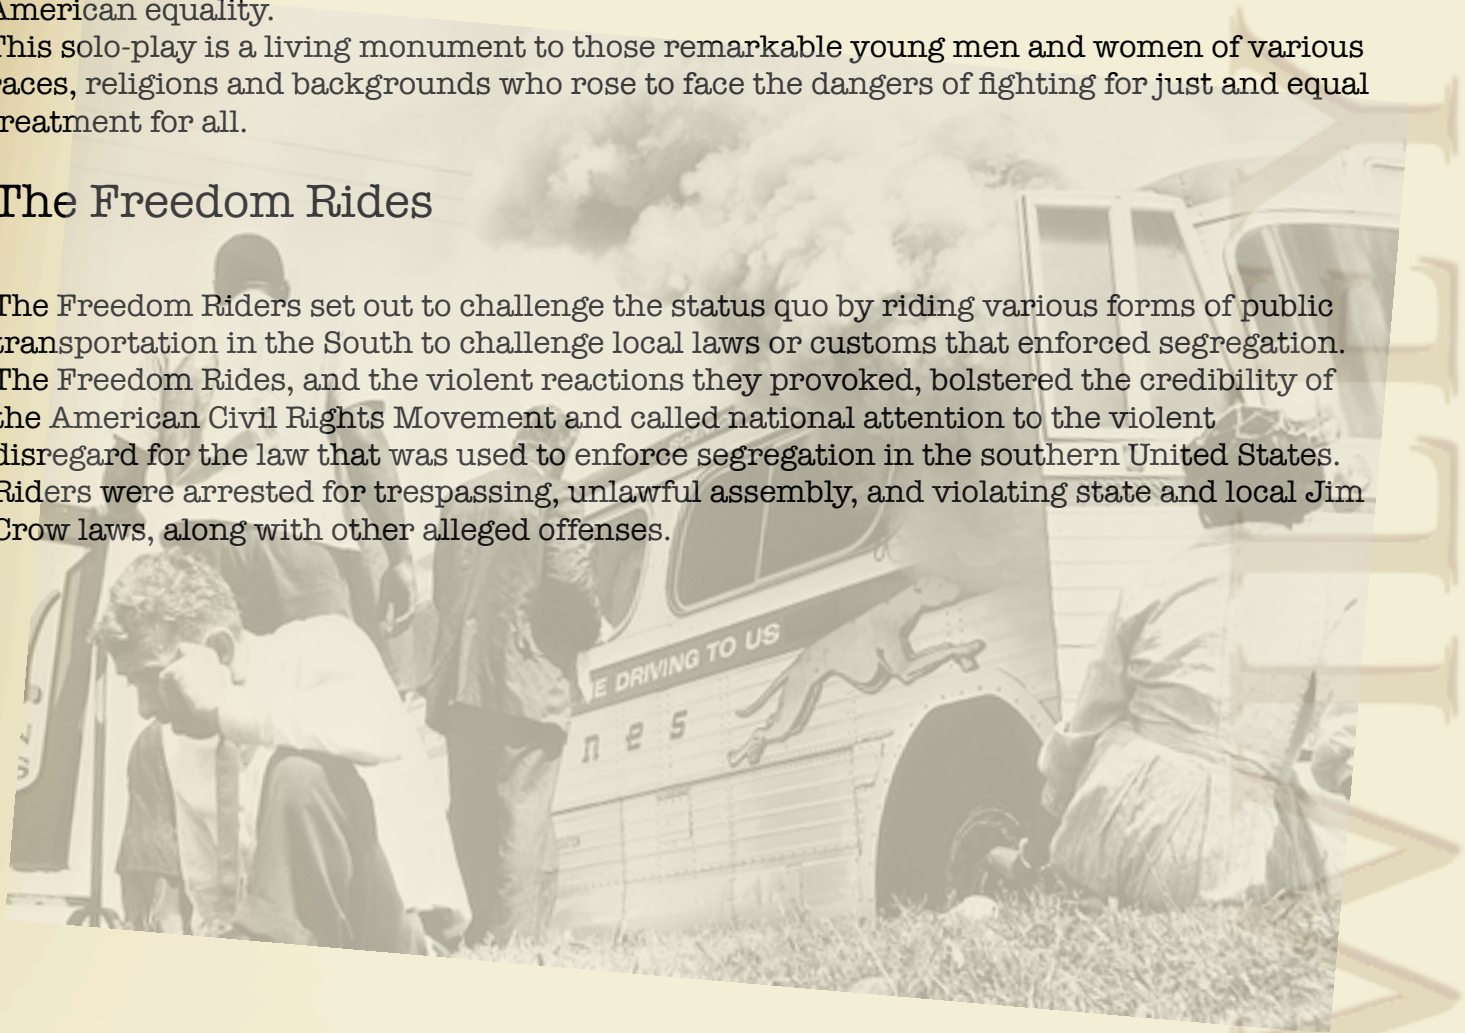 American equality.
This solo-play is a living monument to those remarkable young men and women of various
races, religions and backgrounds who rose to face the dangers of fighting for just and equal
treatment for all.
The Freedom Rides
The Freedom Riders set out to challenge the status quo by riding various forms of public
transportation in the South to challenge local laws or customs that enforced segregation.
The Freedom Rides, and the violent reactions they provoked, bolstered the credibility of
the American Civil Rights Movement and called national attention to the violent
disregard for the law that was used to enforce segregation in the southern United States.
Riders were arrested for trespassing, unlawful assembly, and violating state and local Jim
Crow laws, along with other alleged offenses.
E DRIVING TO US
nes
WILEY